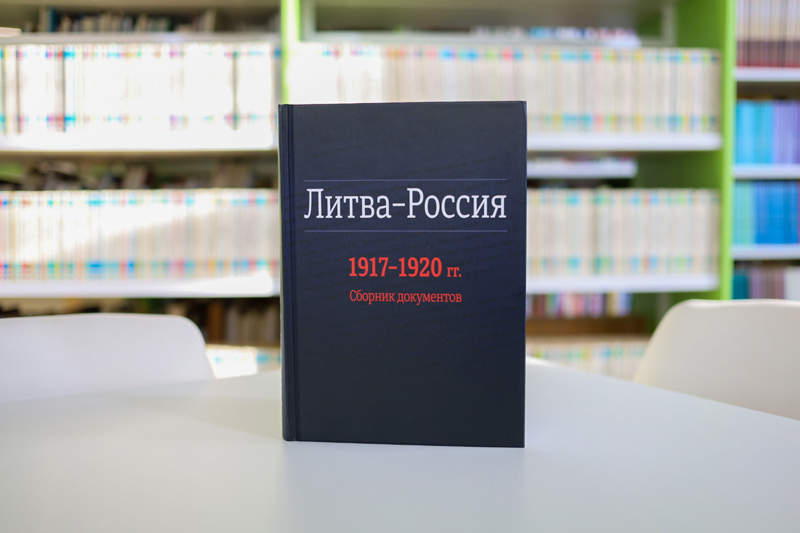 Литва–Россия
1917–1920 гг.
Сборник документов